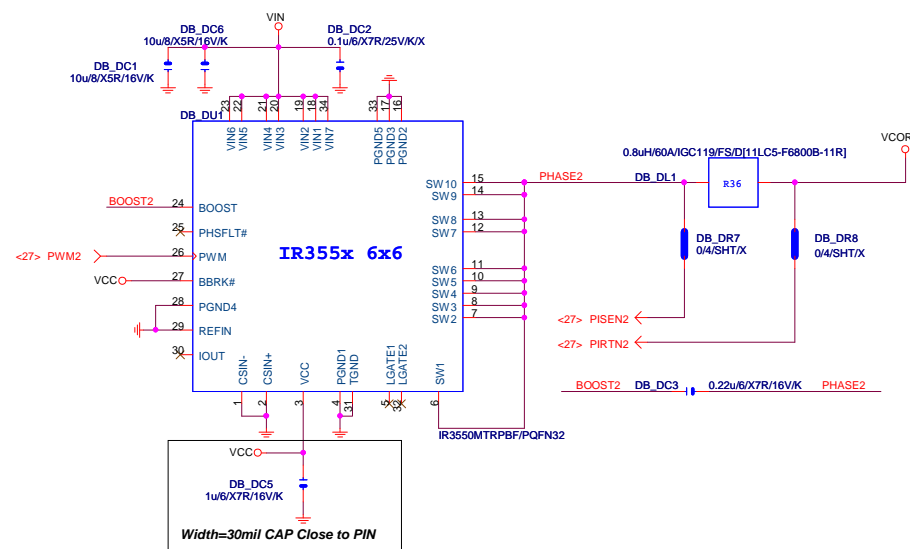 VIN
DB_DC6
10u/8/X5R/16V/K
DB_DC2
0.1u/6/X7R/25V/K/X
DB_DC1
10u/8/X5R/16V/K
23
22
21
20
19
18
34
33
17
16
DB_DU1
VIN6
VIN5
VIN4
VIN3
VIN2
VIN1
VIN7
PGND5
PGND3
PGND2
VCOR
0.8uH/60A/IGC119/FS/D[11LC5-F6800B-11R]
DB_DL1
R36
PHASE2
SW10
15
SW9
14
SW8
13
SW7
12
SW6
11
SW5
10
SW4
9
SW3
8
SW2
7
BOOST2
24
BOOST
25
PHSFLT#
<27> PWM2
26
PWM
VCC
27
BBRK#
28
PGND4
29
REFIN
30
IOUT
IR355x 6x6
DB_DR7
0/4/SHT/X
DB_DR8
0/4/SHT/X
<27> PISEN2
<27> PIRTN2
CSIN-
CSIN+
VCC
PGND1
TGND
LGATE1
LGATE2
SW1
1
2
3
4
31
5
32
6
BOOST2
DB_DC3
0.22u/6/X7R/16V/K
PHASE2
IR3550MTRPBF/PQFN32
VCC
DB_DC5
1u/6/X7R/16V/K
Width=30mil CAP Close to PIN